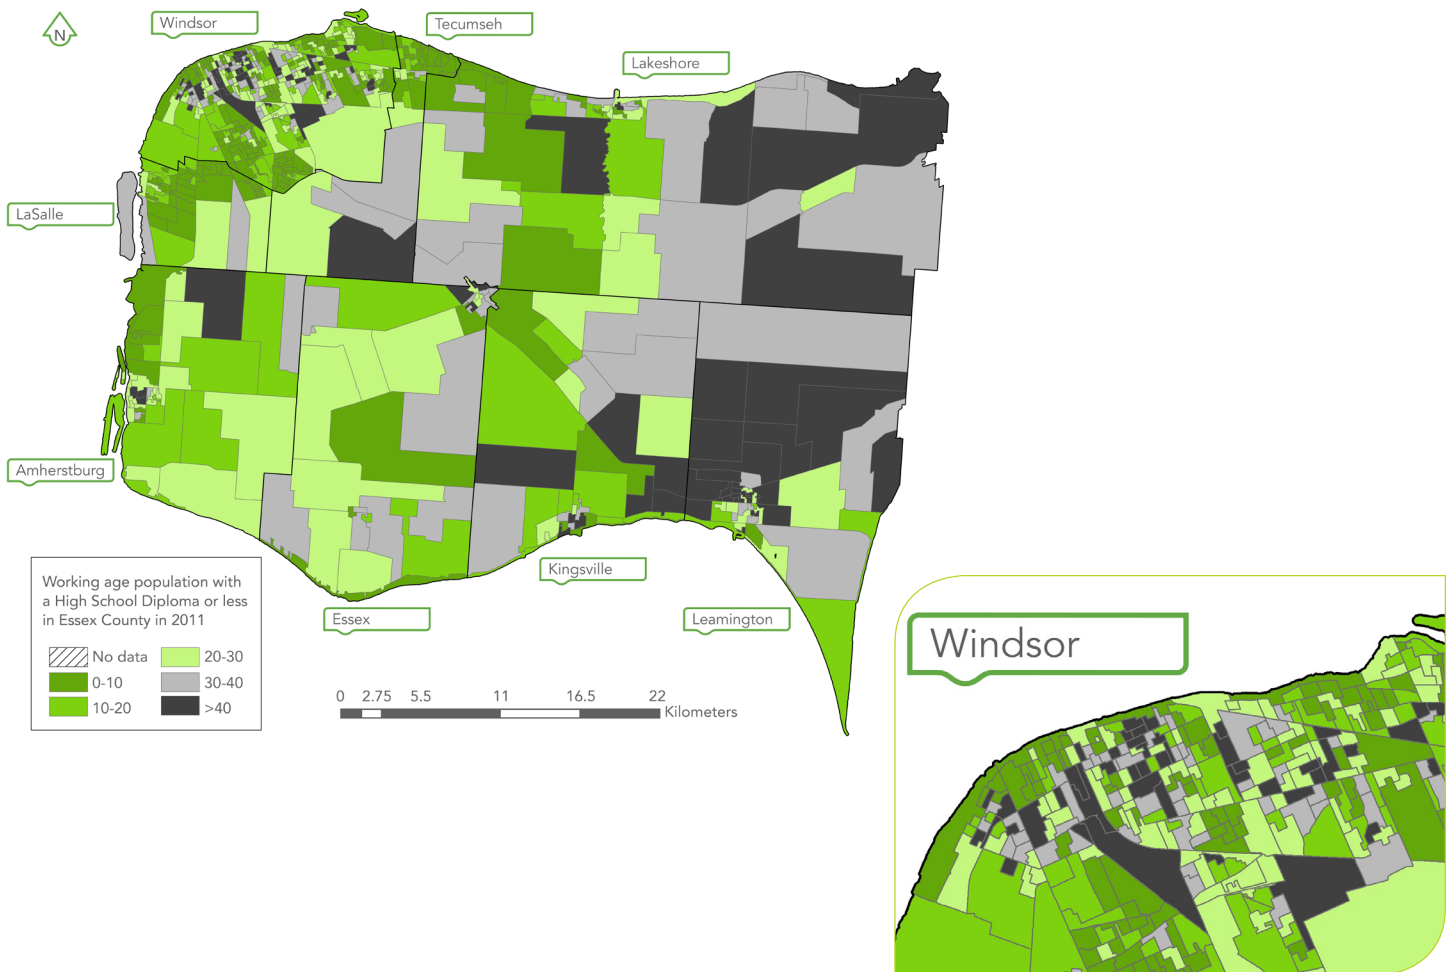 N
Windsor
Tecumseh
Lakeshore
LaSalle
Amherstburg
Kingsville
Essex
Leamington
Working age population with
a High School Diploma or less
in Essex County in 2011
No data
20-30
0-10
30-40
10-20
>40
0 2.75 5.5 11 16.5 22
Kilometers
Windsor